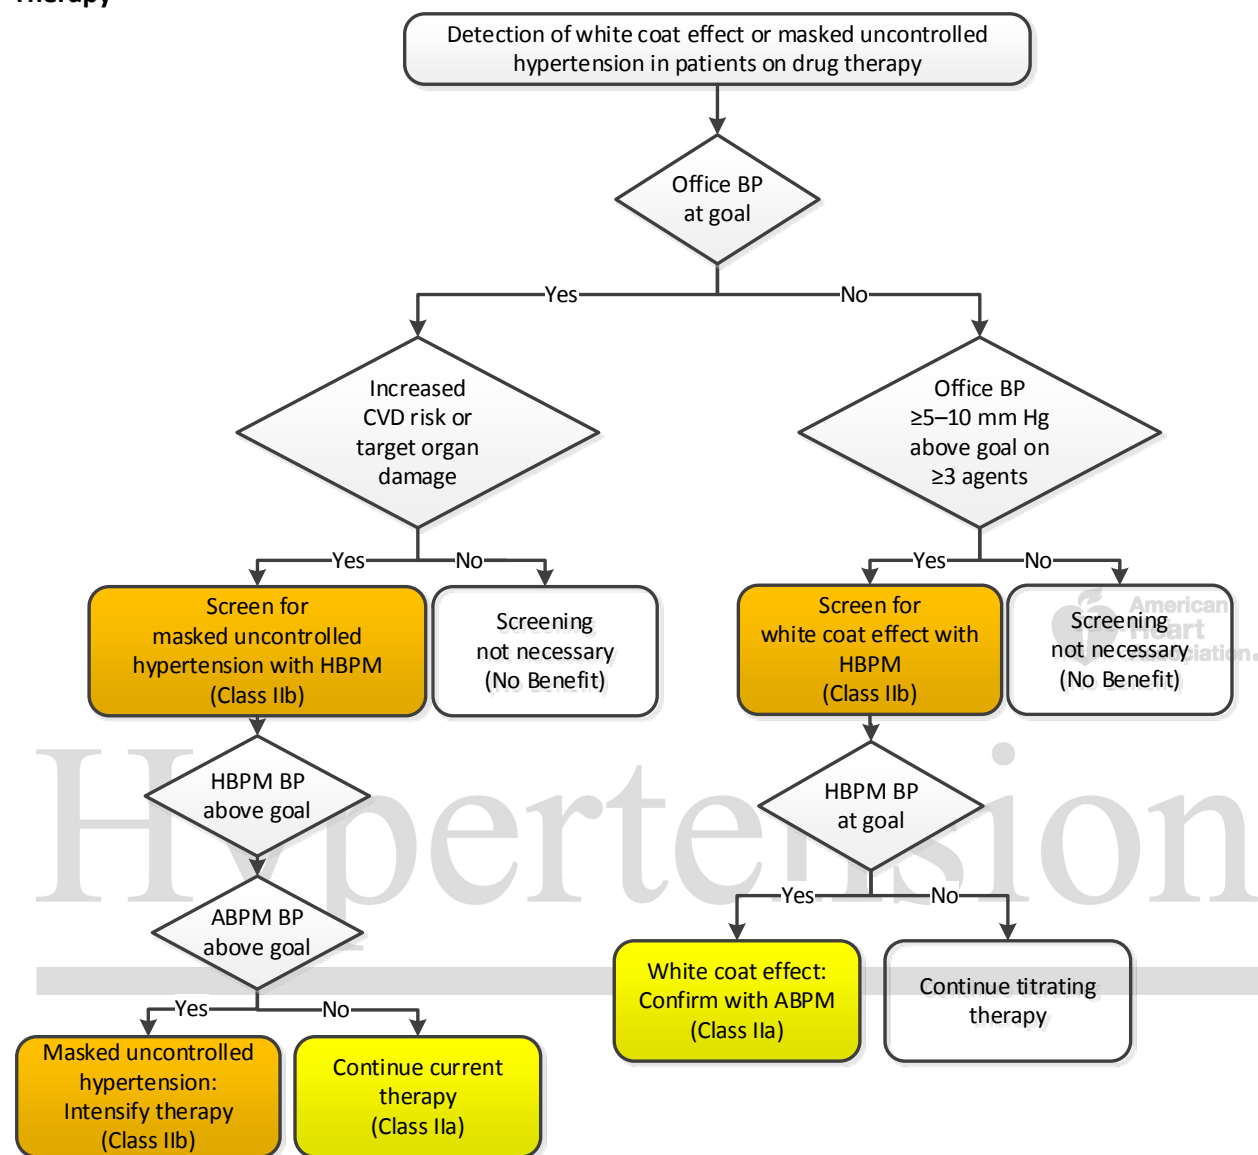 Therapy
Detection of white coat effect or masked uncontrolled
hypertension in patients on drug therapy
Office BP
at goal
Yes
No
Increased
CVD risk or
target organ
damage
Office BP
≥5–10 mm Hg
above goal on
≥3 agents
Yes
No
Yes
No
Screen for
masked uncontrolled
hypertension with HBPM
(Class IIb)
Screening
not necessary
(No Benefit)
Screen for
white coat effect with
HBPM
(Class IIb)
Screening
not necessary
(No Benefit)
American
Heart
Association.
Hypertension
HBPM BP
above goal
HBPM BP
at goal
ABPM BP
above goal
Yes
No
Yes
No
White coat effect:
Confirm with ABPM
(Class IIa)
Continue titrating
therapy
Masked uncontrolled
hypertension:
Intensify therapy
(Class IIb)
Continue current
therapy
(Class IIa)